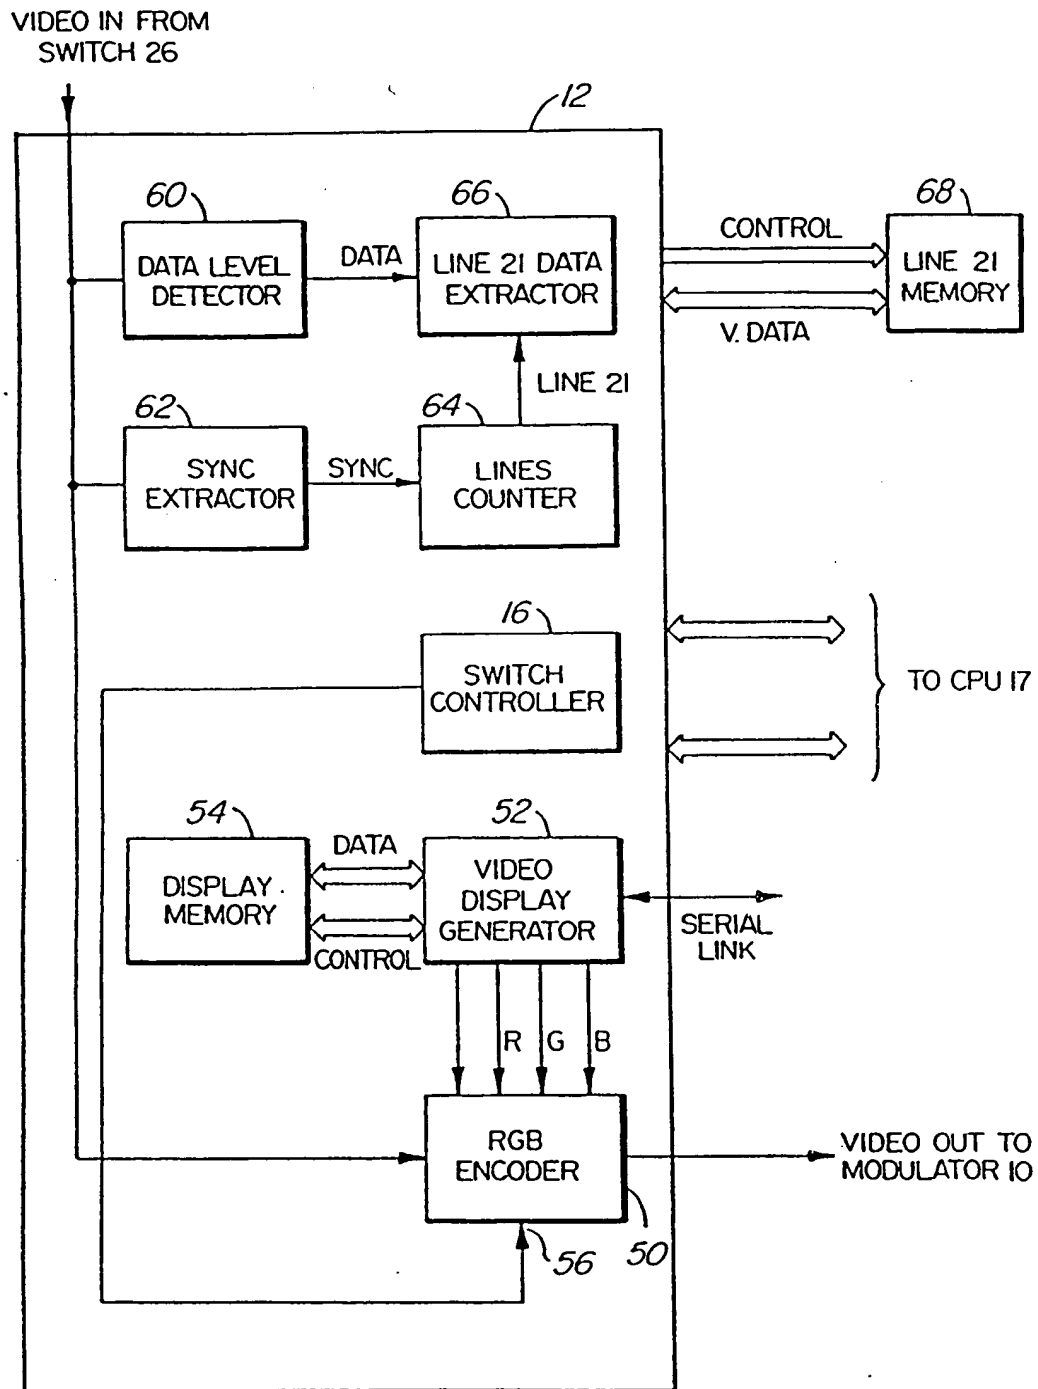 VIDEO IN FROM
SWITCH 26
12
60
DATA LEVEL
DETECTOR
DATA
66
LINE 21 DATA
EXTRACTOR
CONTROL
V. DATA
68
LINE 21
MEMORY
LINE 21
62
SYNC
EXTRACTOR
SYNC
64
LINES
COUNTER
16
SWITCH
CONTROLLER
TO CPU 17
54
DISPLAY
MEMORY
DATA
CONTROL
52
VIDEO
DISPLAY
GENERATOR
SERIAL
LINK
R
G
B
RGB
ENCODER
VIDEO OUT TO
MODULATOR 10
56
50